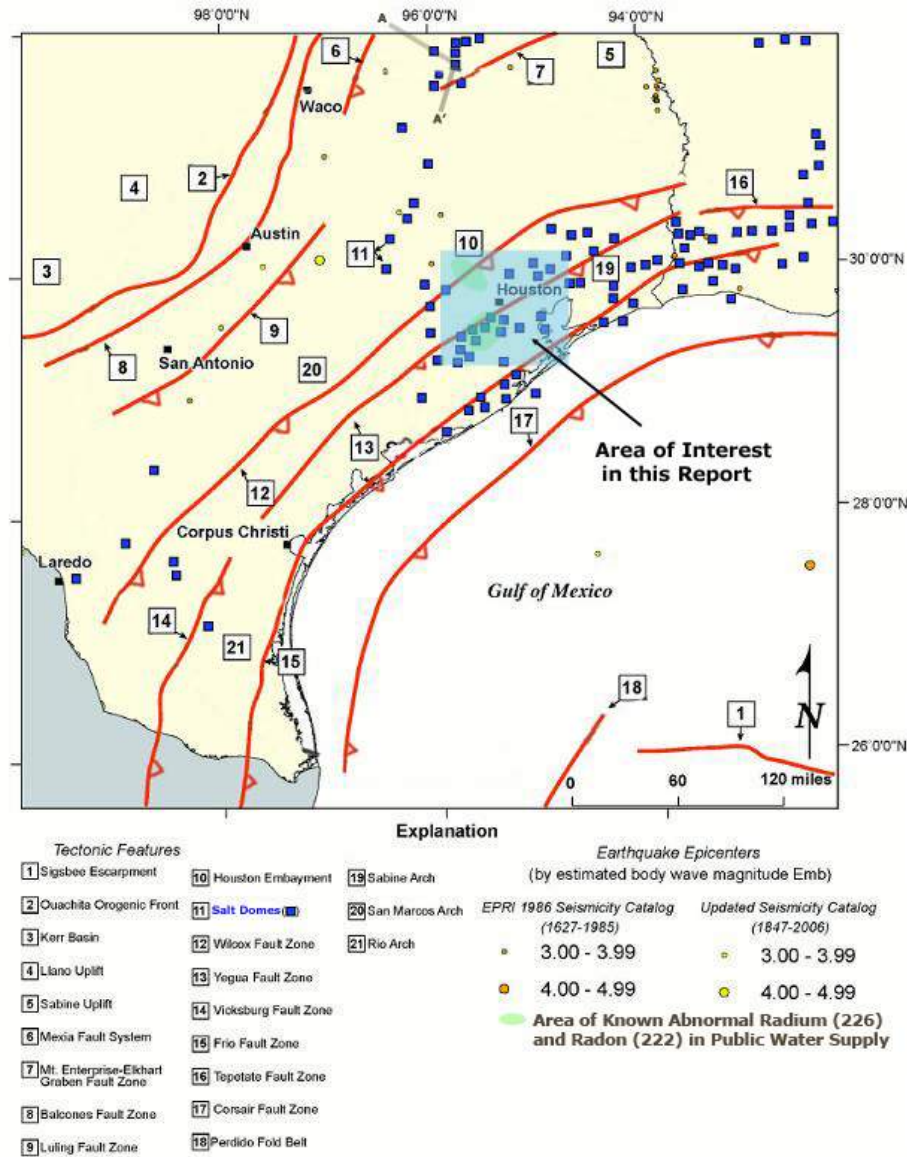 98°0'0"W
96°0'0"W
94°0'0"W
A
6
5
7
Waco
A'
2
4
16
Austin
10
11
30°0'0"N
3
19
Houston
9
8
San Antonio
20
17
Area of Interest
in this Report
13
12
28°0'0"N
Corpus Christi
Laredo
Gulf of Mexico
14
21
15
18
1
N
26°0'0"N
0 60 120 miles
Explanation
Tectonic Features
1 Sigsbee Escarpment
2 Ouachita Orogenic Front
3 Kerr Basin
4 Llano Uplift
5 Sabine Uplift
6 Mexia Fault System
7 Mt. Enterprise-Elkhart
Graben Fault Zone
8 Balcones Fault Zone
9 Luling Fault Zone
10 Houston Embayment
11 Salt Domes ( )
12 Wilcox Fault Zone
13 Yegua Fault Zone
14 Vicksburg Fault Zone
15 Frio Fault Zone
16 Tepetate Fault Zone
17 Corsair Fault Zone
18 Perdido Fold Belt
19 Sabine Arch
20 San Marcos Arch
21 Rio Arch
Earthquake Epicenters
(by estimated body wave magnitude Emb)
EPRI 1986 Seismicity Catalog
(1627-1985)
3.00 - 3.99
4.00 - 4.99
Updated Seismicity Catalog
(1847-2006)
3.00 - 3.99
4.00 - 4.99
Area of Known Abnormal Radium (226)
and Radon (222) in Public Water Supply